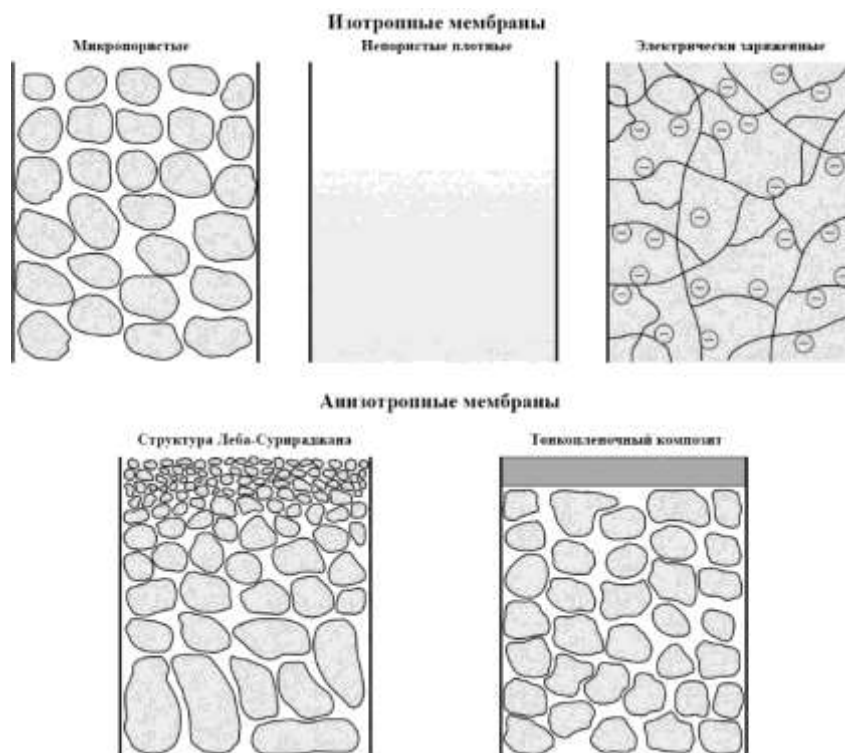 Изотропные мембраны
Микропористые
Непористые плотные
Электрически заряженные
Анизотропные мембраны
Структура Леба-Сурираджана
Тонкопленочный композит